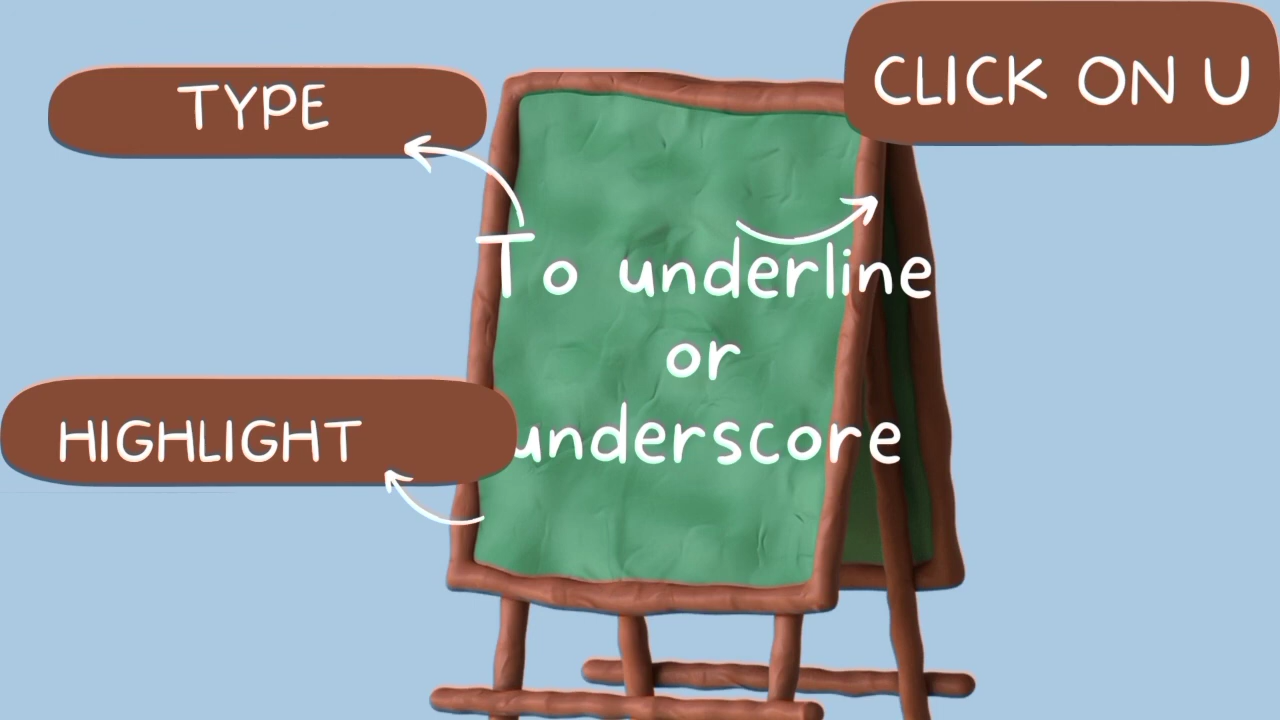 TYPE
CLICK ON U
To underline
or
underscore
HIGHLIGHT